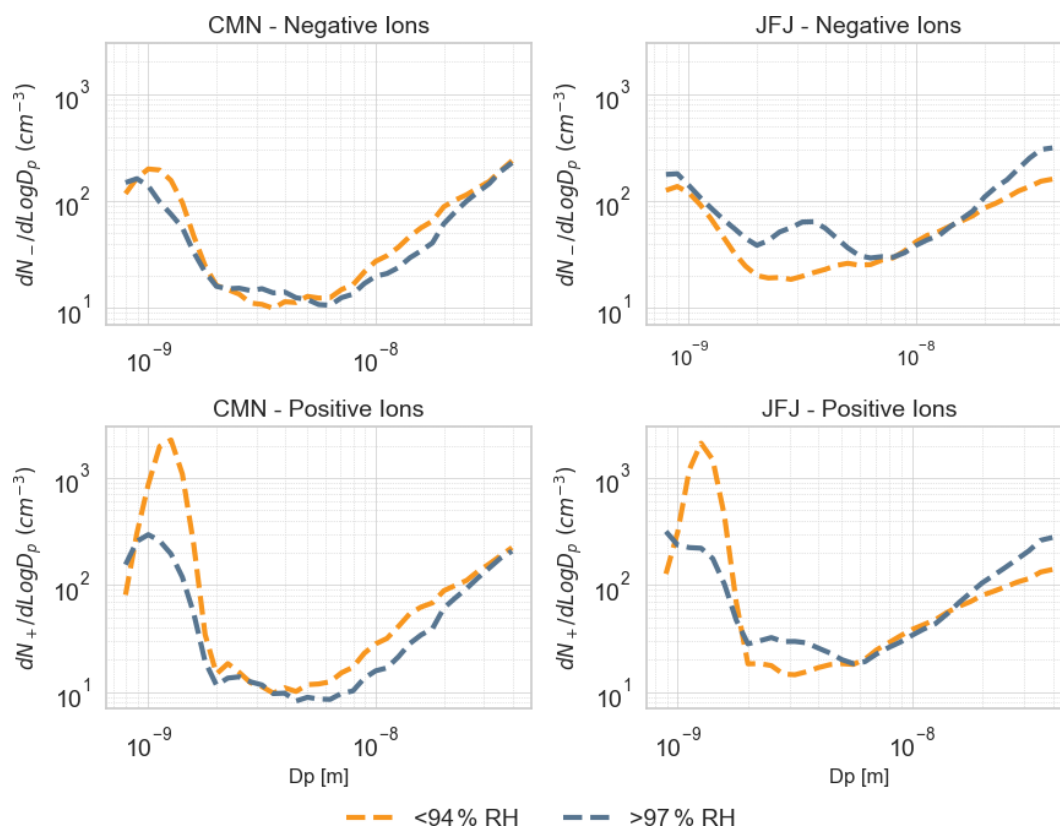 CMN - Negative Ions
dN₋/dLogDₚ (cm⁻³)
10³
10²
10¹
10⁻⁹
10⁻⁸
JFJ - Negative Ions
dN₋/dLogDₚ (cm⁻³)
10³
10²
10¹
10⁻⁹
10⁻⁸
CMN - Positive Ions
dN₊/dLogDₚ (cm⁻³)
10³
10²
10¹
10⁻⁹
10⁻⁸
Dp [m]
JFJ - Positive Ions
dN₊/dLogDₚ (cm⁻³)
10³
10²
10¹
10⁻⁹
10⁻⁸
Dp [m]
<94 % RH
>97 % RH